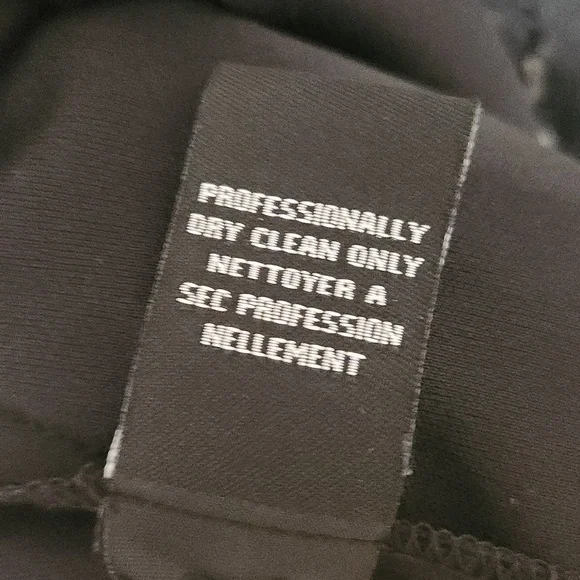 PROFESSIONALLY
DRY CLEAN ONLY
NETTOYER A
SEC PROFESSION
NELLEMENT